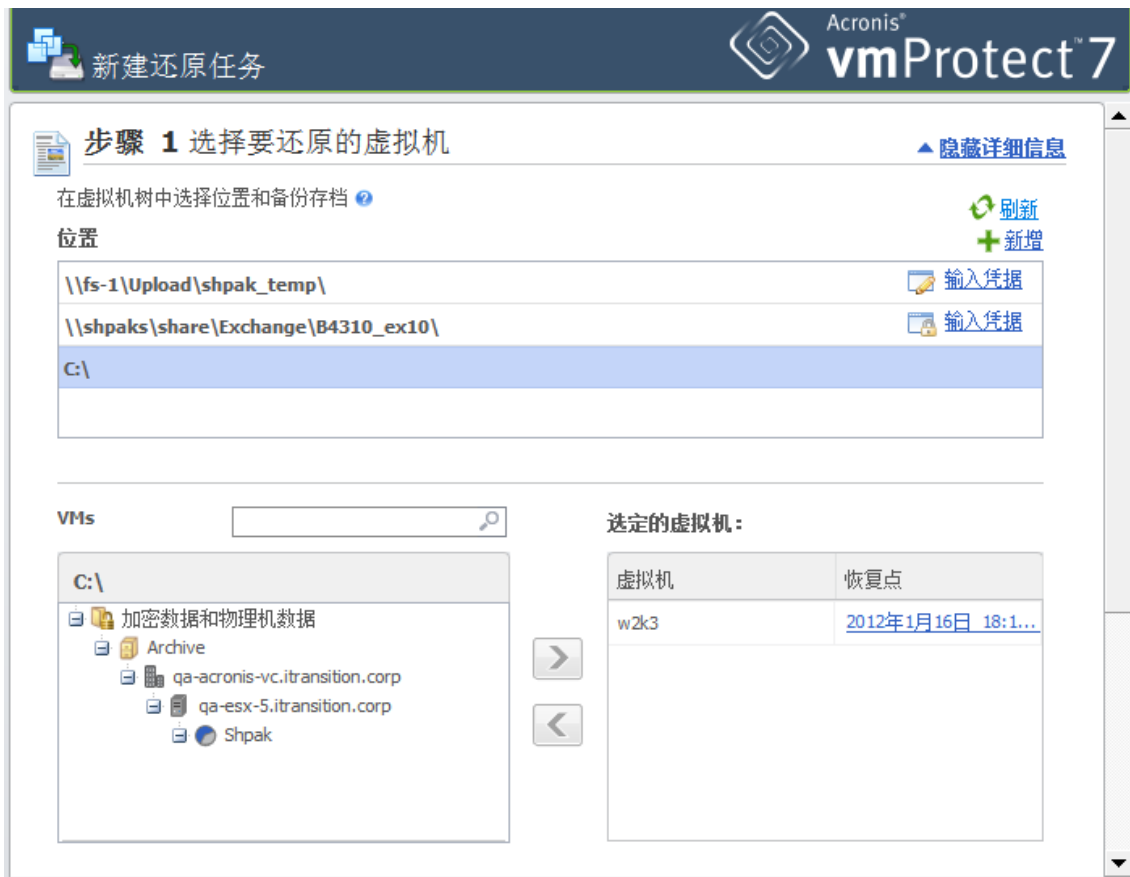 新建还原任务
Acronis®
vmProtect™7
步骤 1 选择要还原的虚拟机
隐藏详细信息
在虚拟机树中选择位置和备份存档
刷新
位置
新增
\\fs-1\Upload\shpak_temp\ 输入凭据
\\shpaks\share\Exchange\B4310_ex10\ 输入凭据
C:\
VMs
选定的虚拟机：
C:\
虚拟机 恢复点
加密数据和物理机数据
w2k3 2012年1月16日 18:1...
Archive
qa-acronis-vc.itransition.corp
qa-esx-5.itransition.corp
Shpak